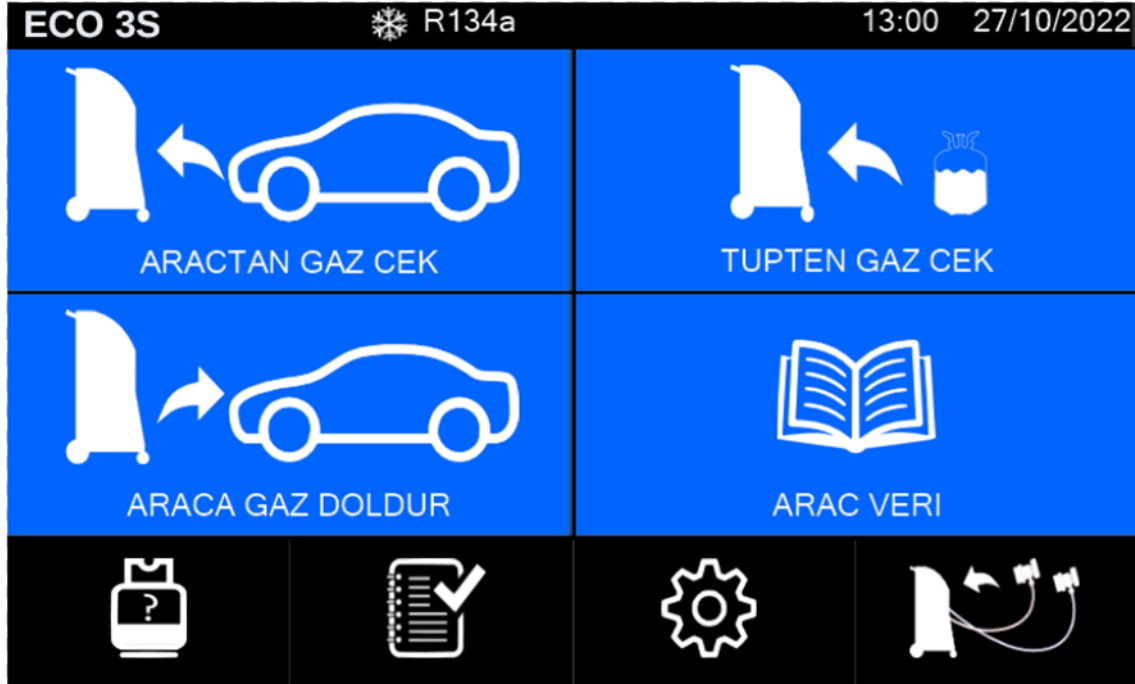 ECO 3S R134a 13:00 27/10/2022
ARACTAN GAZ CEK
TUPTEN GAZ CEK
ARACA GAZ DOLDUR
ARAC VERI
?